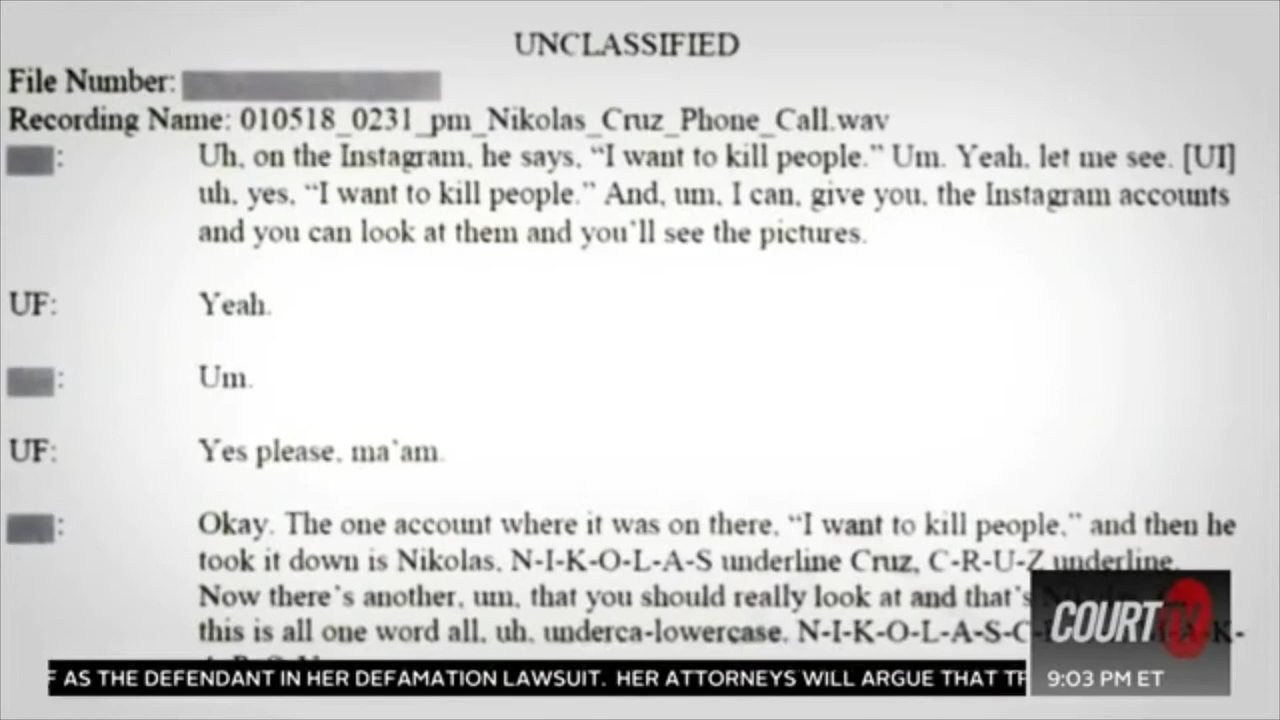 UNCLASSIFIED
File Number:
Recording Name: 010518_0231_pm_Nikolas_Cruz_Phone_Call.wav
: Uh, on the Instagram, he says, “I want to kill people.” Um. Yeah, let me see. [UI]
uh, yes, “I want to kill people.” And, um, I can, give you, the Instagram accounts
and you can look at them and you’ll see the pictures.
UF: Yeah.
: Um.
UF: Yes please, ma’am.
: Okay. The one account where it was on there, “I want to kill people,” and then he
took it down is Nikolas, N-I-K-O-L-A-S underline Cruz, C-R-U-Z underline.
Now there’s another, um, that you should really look at and that’s
this is all one word all, uh, underca-lowercase, N-I-K-O-L-A-S-C-
COURT TV
9:03 PM ET
AS THE DEFENDANT IN HER DEFAMATION LAWSUIT. HER ATTORNEYS WILL ARGUE THAT